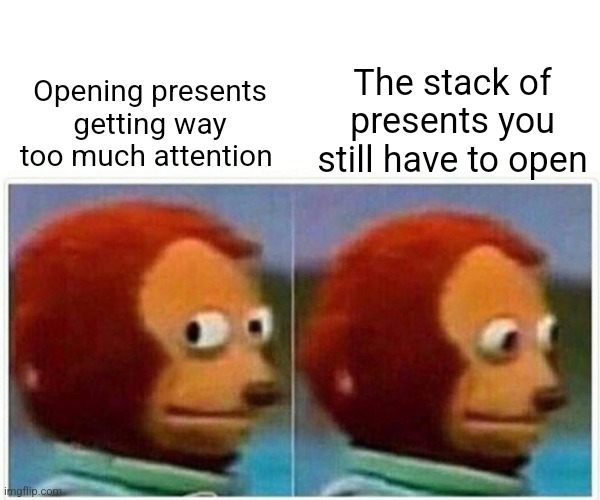 Opening presents
getting way
too much attention
The stack of
presents you
still have to open
imgflip.com